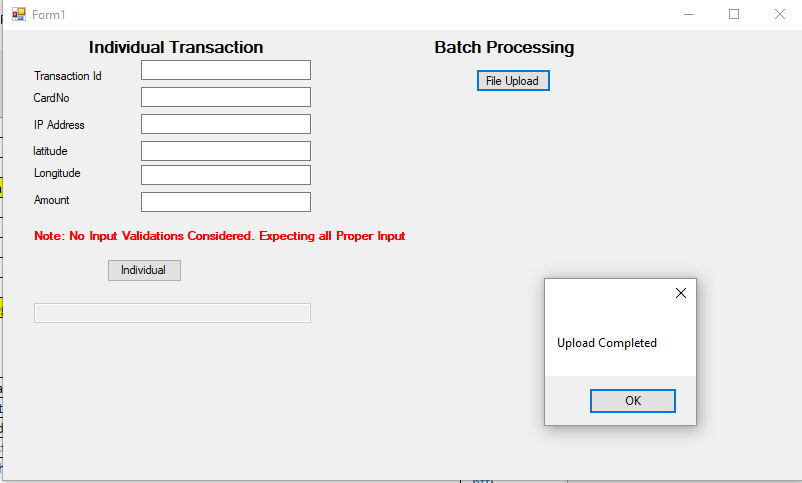 Form1
Individual Transaction
Batch Processing
Transaction Id
File Upload
CardNo
IP Address
latitude
Longitude
Amount
Note: No Input Validations Considered. Expecting all Proper Input
Individual
Upload Completed
OK